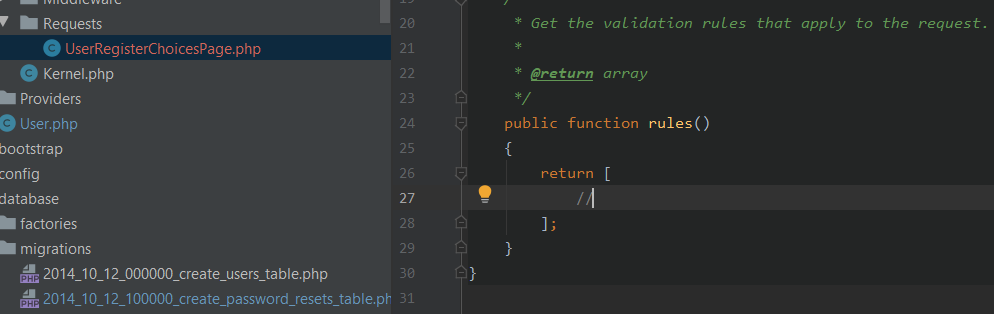 Middleware
Requests
UserRegisterChoicesPage.php
Kernel.php
Providers
User.php
bootstrap
config
database
factories
migrations
2014_10_12_000000_create_users_table.php
2014_10_12_100000_create_password_resets_table.ph
19 /
20 * Get the validation rules that apply to the request.
21 *
22 * @return array
23 */
24 public function rules()
25 {
26 return [
27 //
28 ];
29 }
30 }
31